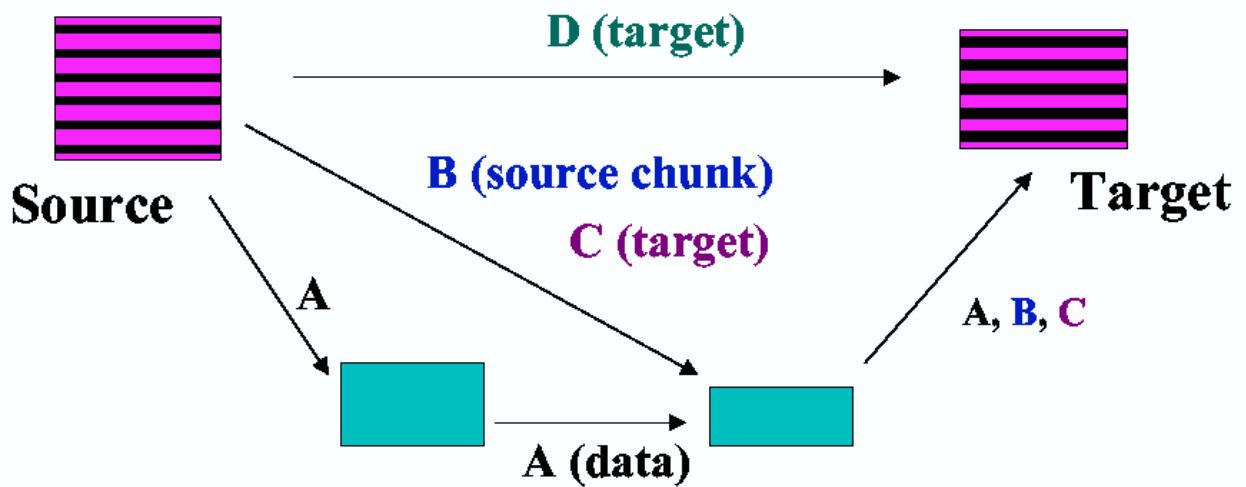 D (target)
B (source chunk)
Source
Target
C (target)
A
A, B, C
A (data)